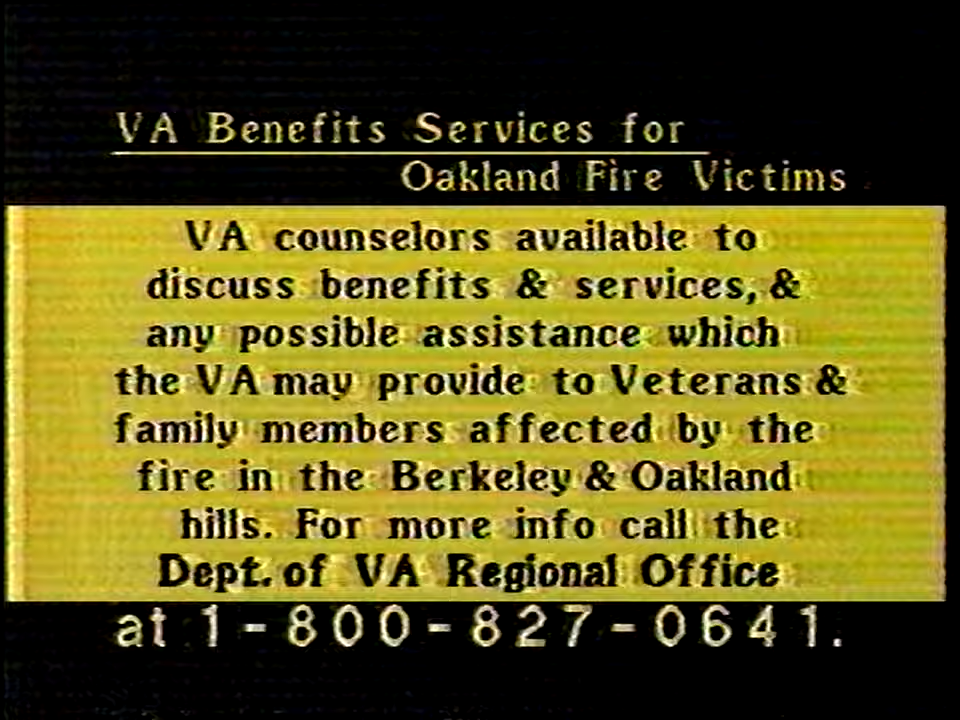 VA Benefits Services for
Oakland Fire Victims
VA counselors available to
discuss benefits & services, &
any possible assistance which
the VA may provide to Veterans &
family members affected by the
fire in the Berkeley & Oakland
hills. For more info call the
Dept. of VA Regional Office
at 1-800-827-0641.